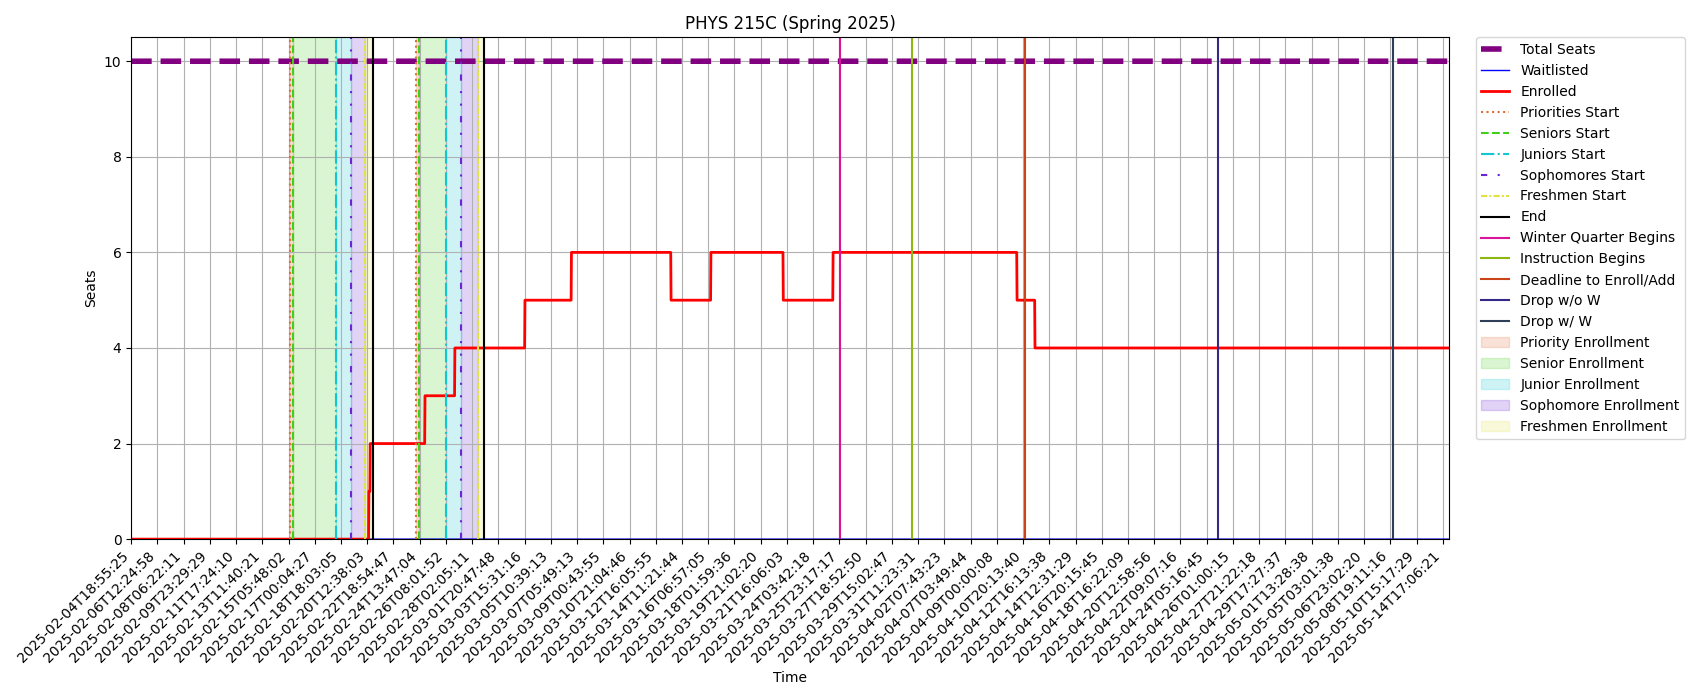 PHYS 215C (Spring 2025)
10
8
6
4
2
0
Seats
2025-02-04T18:55:25
2025-02-06T12:24:58
2025-02-08T06:22:11
2025-02-09T23:29:29
2025-02-11T17:24:10
2025-02-13T11:40:21
2025-02-15T05:48:02
2025-02-17T00:04:27
2025-02-18T18:03:05
2025-02-20T12:38:03
2025-02-22T18:54:47
2025-02-24T13:47:04
2025-02-26T08:01:52
2025-02-28T02:05:11
2025-03-01T20:47:48
2025-03-03T15:31:16
2025-03-05T10:39:13
2025-03-07T05:49:13
2025-03-09T00:43:55
2025-03-10T21:04:46
2025-03-12T16:05:55
2025-03-14T11:21:44
2025-03-16T06:57:05
2025-03-18T01:59:36
2025-03-19T21:02:20
2025-03-21T16:06:03
2025-03-24T03:42:18
2025-03-25T23:17:17
2025-03-27T18:52:50
2025-03-29T15:02:47
2025-03-31T11:23:31
2025-04-02T07:43:23
2025-04-07T03:49:44
2025-04-09T00:00:08
2025-04-10T20:13:40
2025-04-12T16:13:38
2025-04-14T12:31:29
2025-04-16T20:15:45
2025-04-18T16:22:09
2025-04-20T12:58:56
2025-04-22T09:07:16
2025-04-24T05:16:45
2025-04-26T01:00:15
2025-04-27T21:22:18
2025-04-29T17:27:37
2025-05-01T13:28:38
2025-05-05T03:01:38
2025-05-06T23:02:20
2025-05-08T19:11:16
2025-05-10T15:17:29
2025-05-14T17:06:21
Time
Total Seats
Waitlisted
Enrolled
Priorities Start
Seniors Start
Juniors Start
Sophomores Start
Freshmen Start
End
Winter Quarter Begins
Instruction Begins
Deadline to Enroll/Add
Drop w/o W
Drop w/ W
Priority Enrollment
Senior Enrollment
Junior Enrollment
Sophomore Enrollment
Freshmen Enrollment